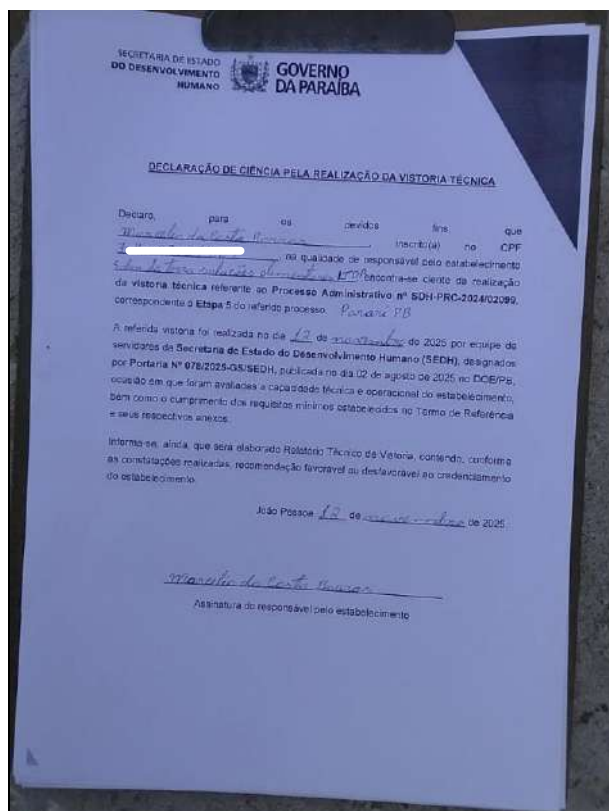 SECRETARIA DE ESTADO
DO DESENVOLVIMENTO
HUMANO
GOVERNO
DA PARAÍBA
DECLARAÇÃO DE CIÊNCIA PELA REALIZAÇÃO DA VISTORIA TÉCNICA
Declaro, para os devidos fins, que
da Costa , inscrito(a) no CPF
, na qualidade de responsável pelo estabelecimento
encontra-se ciente da realização
da vistoria técnica referente ao Processo Administrativo nº SDH-PRC-2024/02099,
correspondente à Etapa 5 do referido processo. Parari PB
A referida vistoria foi realizada no dia 12 de novembro de 2025 por equipe de
servidores da Secretaria de Estado do Desenvolvimento Humano (SEDH), designados
por Portaria Nº 078/2025-GS/SEDH, publicada no dia 02 de agosto de 2025 no DOE/PB,
ocasião em que foram avaliadas a capacidade técnica e operacional do estabelecimento,
bem como o cumprimento dos requisitos mínimos estabelecidos no Termo de Referência
e seus respectivos anexos.
Informa-se, ainda, que será elaborado Relatório Técnico de Vistoria, contendo, conforme
as constatações realizadas, recomendação favorável ou desfavorável ao credenciamento
do estabelecimento.
João Pessoa, 12 de novembro de 2025.
da Costa
Assinatura do responsável pelo estabelecimento